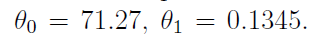 θ₀ = 71.27, θ₁ = 0.1345.